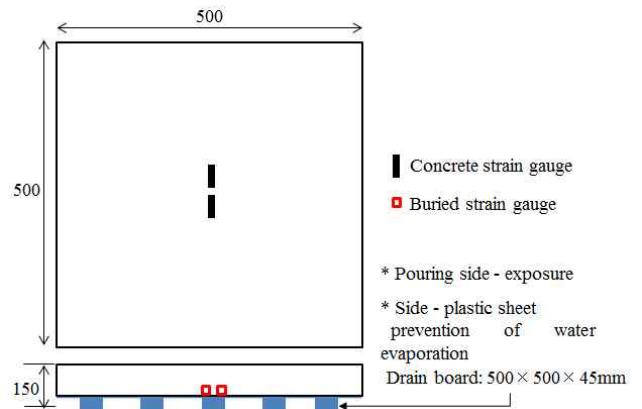 500
500
Concrete strain gauge
Buried strain gauge
* Pouring side - exposure
* Side - plastic sheet
prevention of water
evaporation
150
Drain board: 500×500×45mm